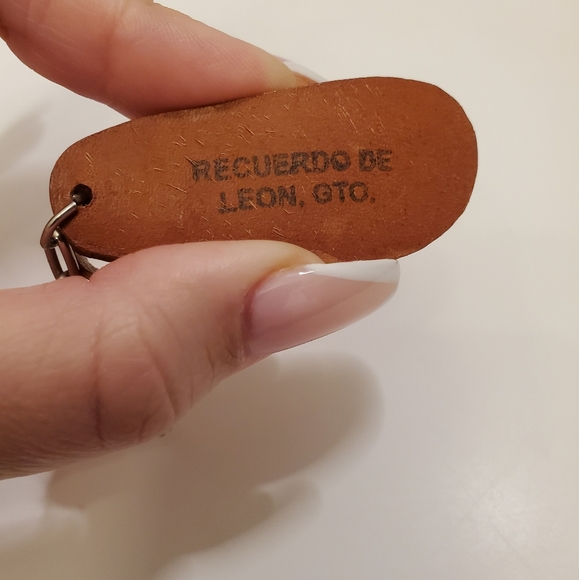 RECUERDO DE
LEON, GTO.